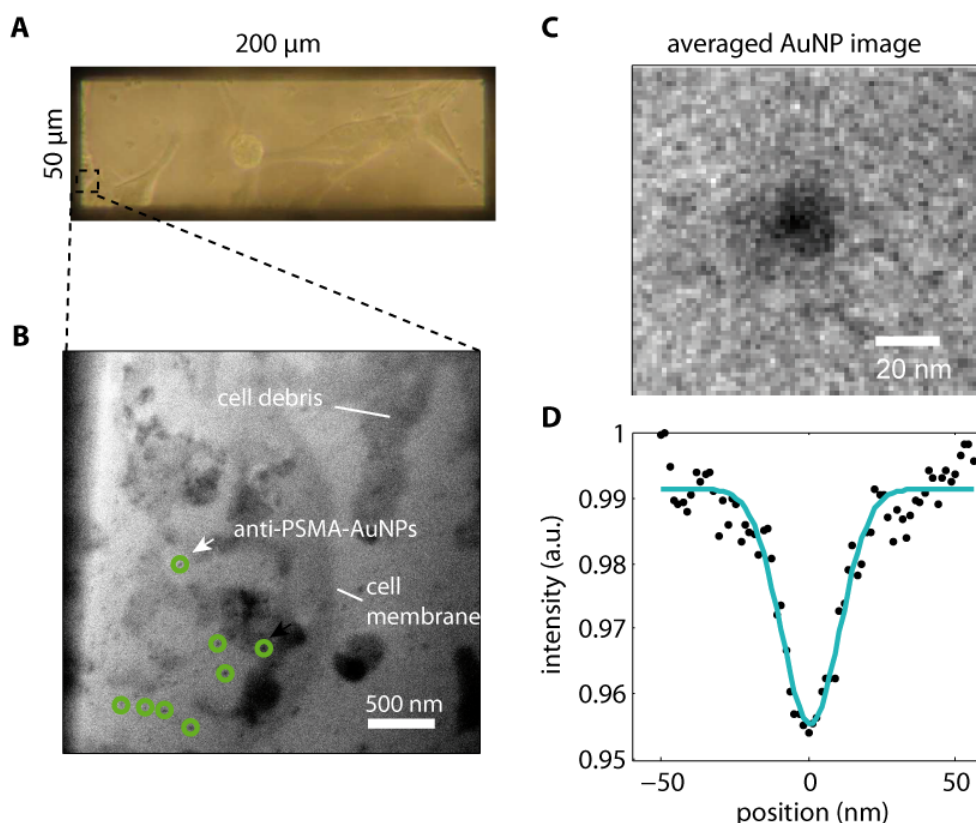 A
200 µm
50 µm
B
cell debris
anti-PSMA-AuNPs
cell
membrane
500 nm
C
averaged AuNP image
20 nm
D
1
0.99
0.98
0.97
0.96
0.95
intensity (a.u.)
−50
0
50
position (nm)